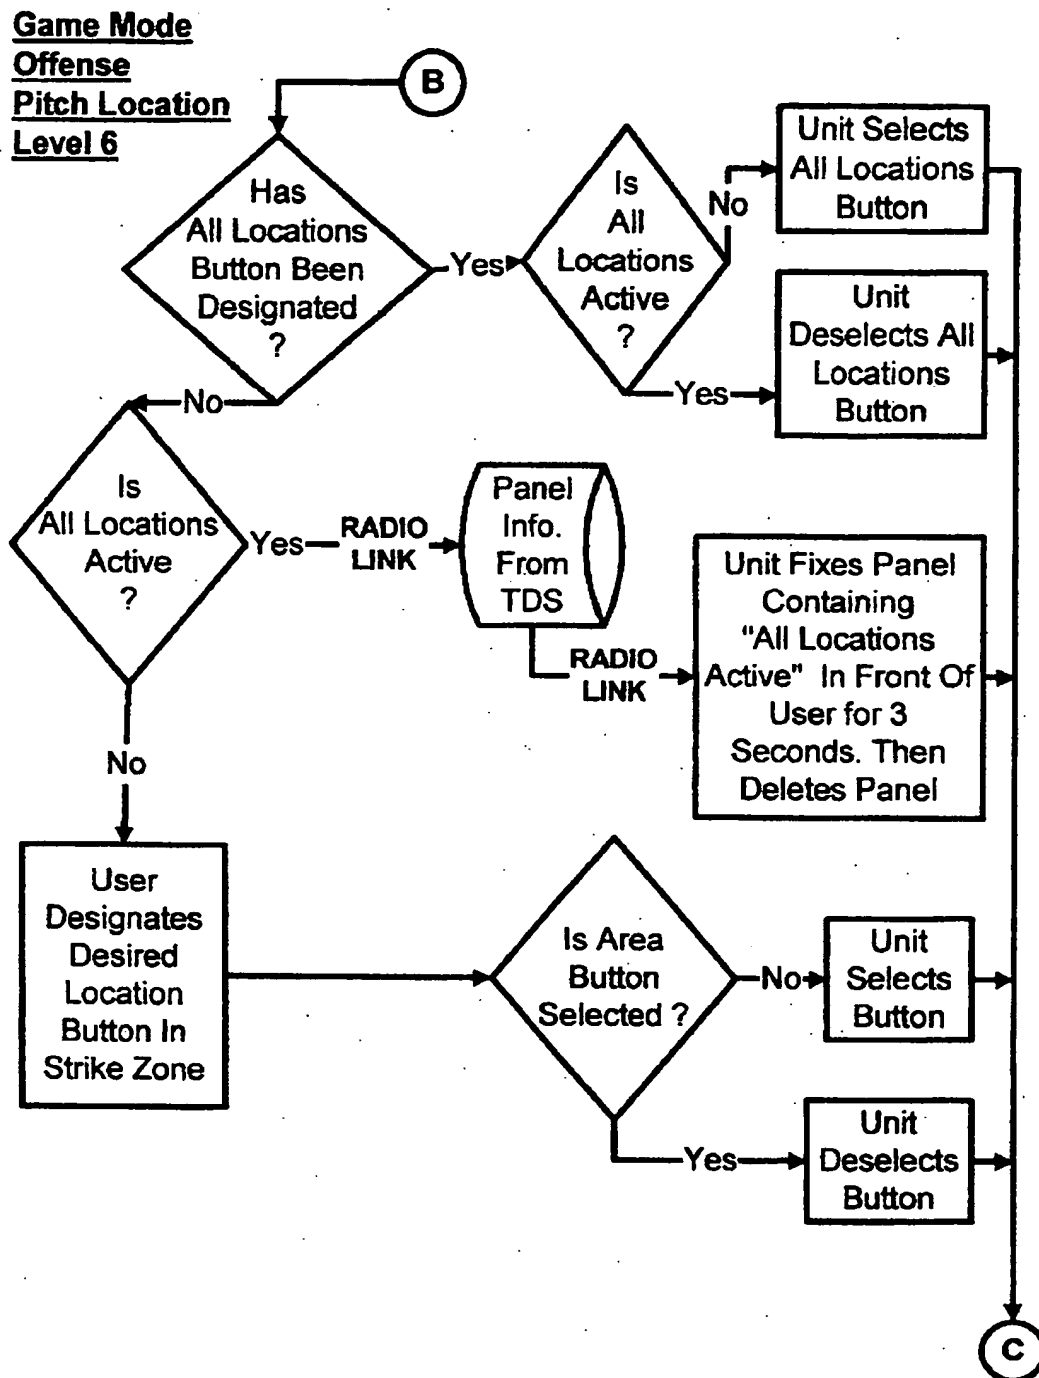 Game Mode
Offense
Pitch Location
Level 6
B
Has
All Locations
Button Been
Designated
?
Yes
Is
All
Locations
Active
?
No
Unit Selects
All Locations
Button
Yes
Unit
Deselects All
Locations
Button
No
Is
All Locations
Active
?
Yes
RADIO
LINK
Panel
Info.
From
TDS
RADIO
LINK
Unit Fixes Panel
Containing
"All Locations
Active" In Front Of
User for 3
Seconds. Then
Deletes Panel
No
User
Designates
Desired
Location
Button In
Strike Zone
Is Area
Button
Selected ?
No
Unit
Selects
Button
Yes
Unit
Deselects
Button
C